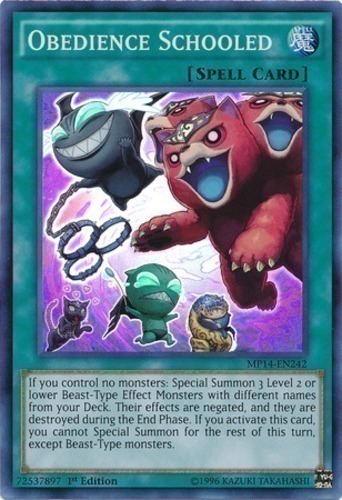 OBEDIENCE SCHOOLED
[SPELL CARD]
MP14-EN242
If you control no monsters: Special Summon 3 Level 2 or
lower Beast-Type Effect Monsters with different names
from your Deck. Their effects are negated, and they are
destroyed during the End Phase. If you activate this card,
you cannot Special Summon for the rest of this turn,
except Beast-Type monsters.
72537897 1st Edition ©1996 KAZUKI TAKAHASHI